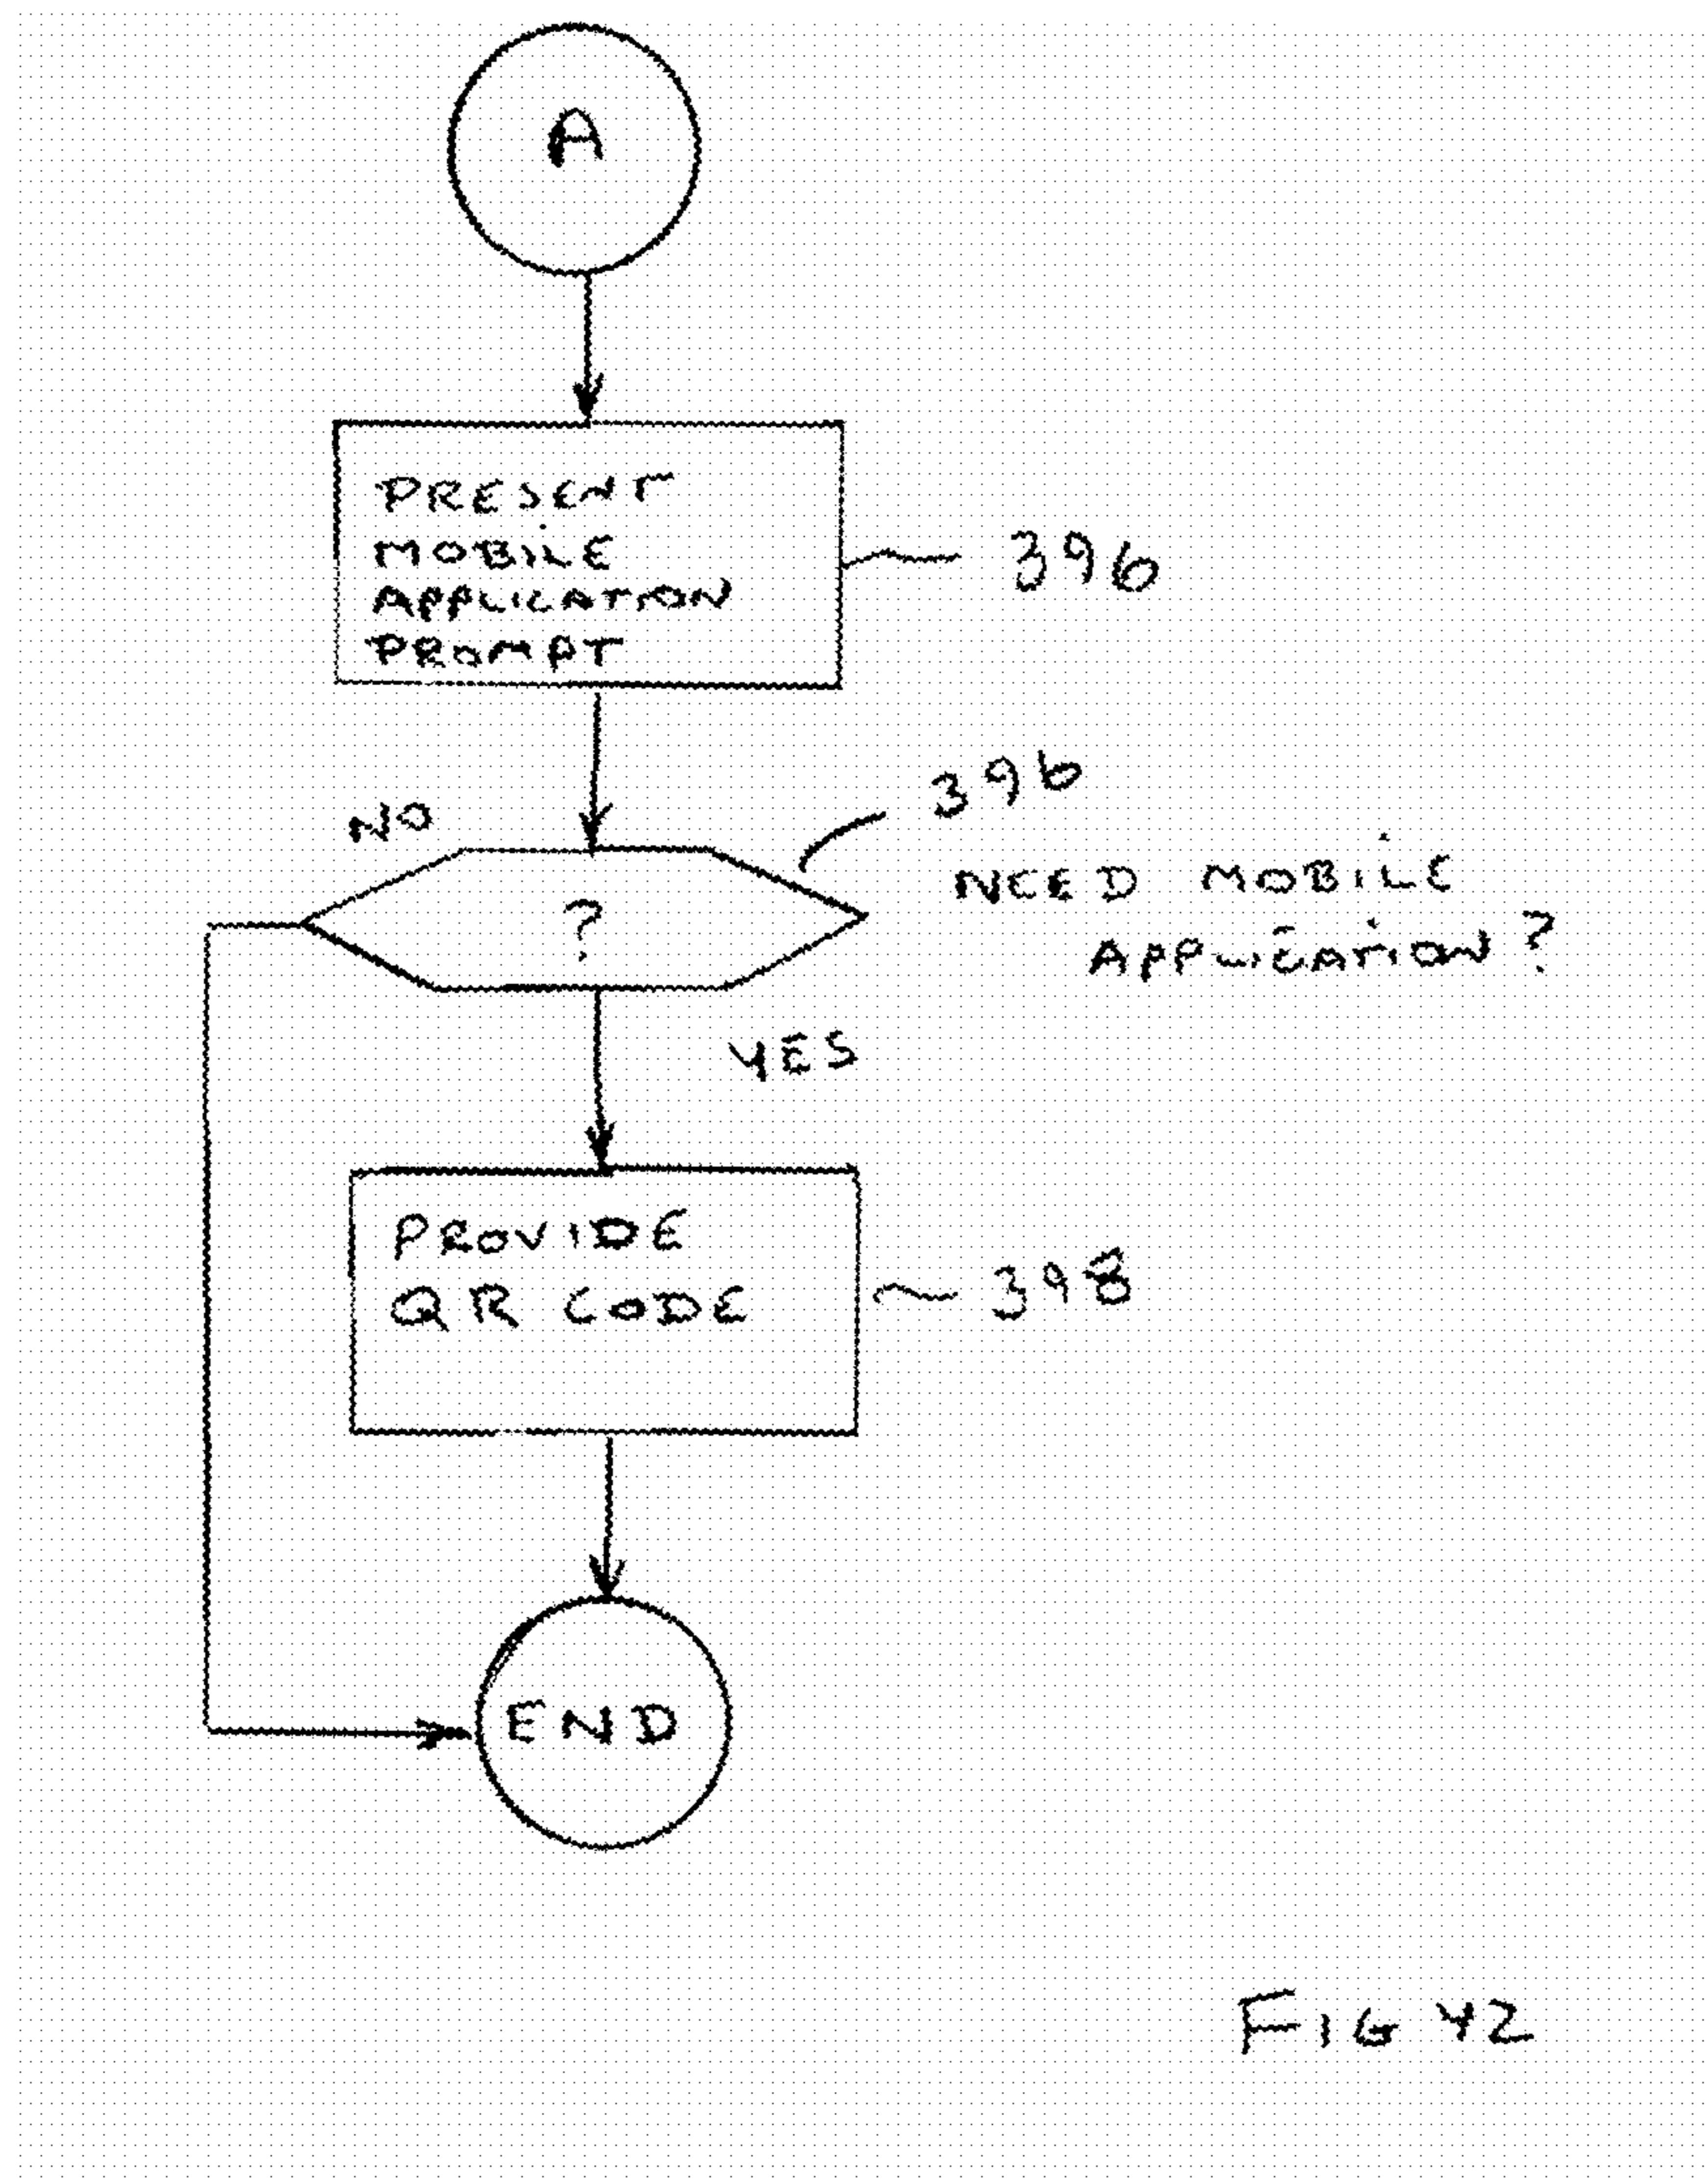 A
PRESENT
MOBILE
APPLICATION
PROMPT
396
NO
396
?
NEED MOBILE
APPLICATION?
YES
PROVIDE
QR CODE
398
END
FIG 42